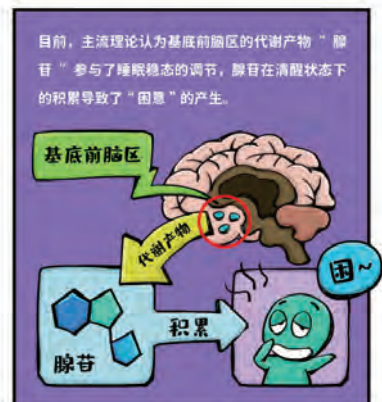 目前，主流理论认为基底前脑区的代谢产物“腺
苷“参与了睡眠稳态的调节，腺苷在清醒状态下
的积累导致了“困意”的产生。
基底前脑区
代谢产物
困～
积累
腺苷